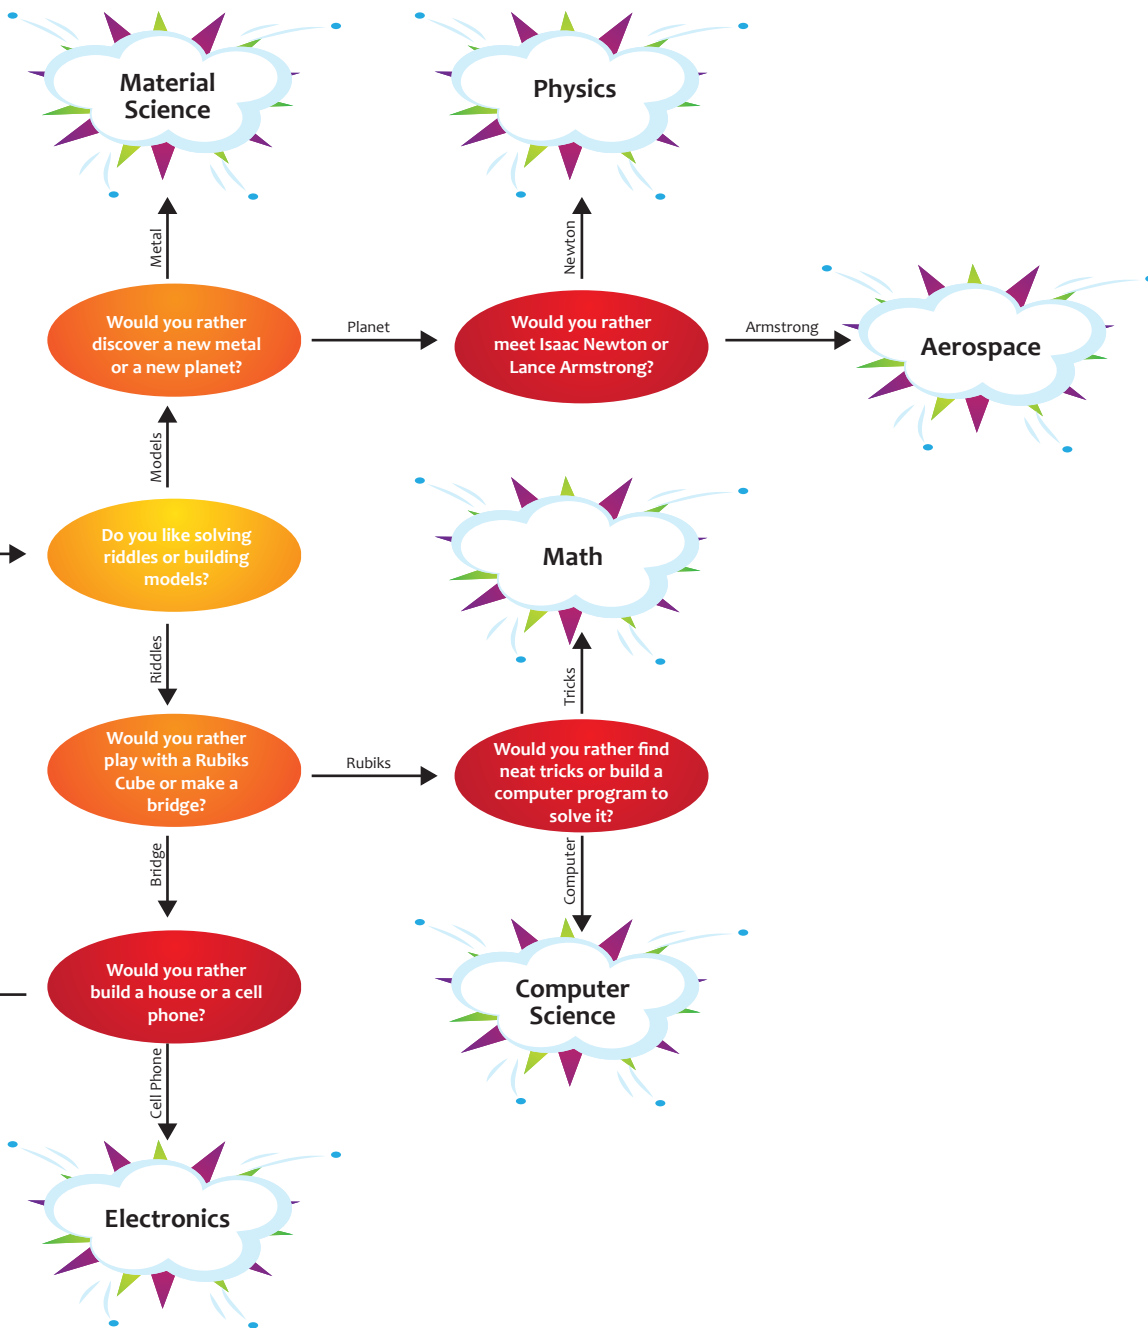 Material
Science
Physics
Metal
Newton
Would you rather
discover a new metal
or a new planet?
Planet
Would you rather
meet Isaac Newton or
Lance Armstrong?
Armstrong
Aerospace
Models
Do you like solving
riddles or building
models?
Math
Riddles
Tricks
Would you rather
play with a Rubiks
Cube or make a
bridge?
Rubiks
Would you rather find
neat tricks or build a
computer program to
solve it?
Bridge
Computer
Would you rather
build a house or a cell
phone?
Computer
Science
Cell Phone
Electronics